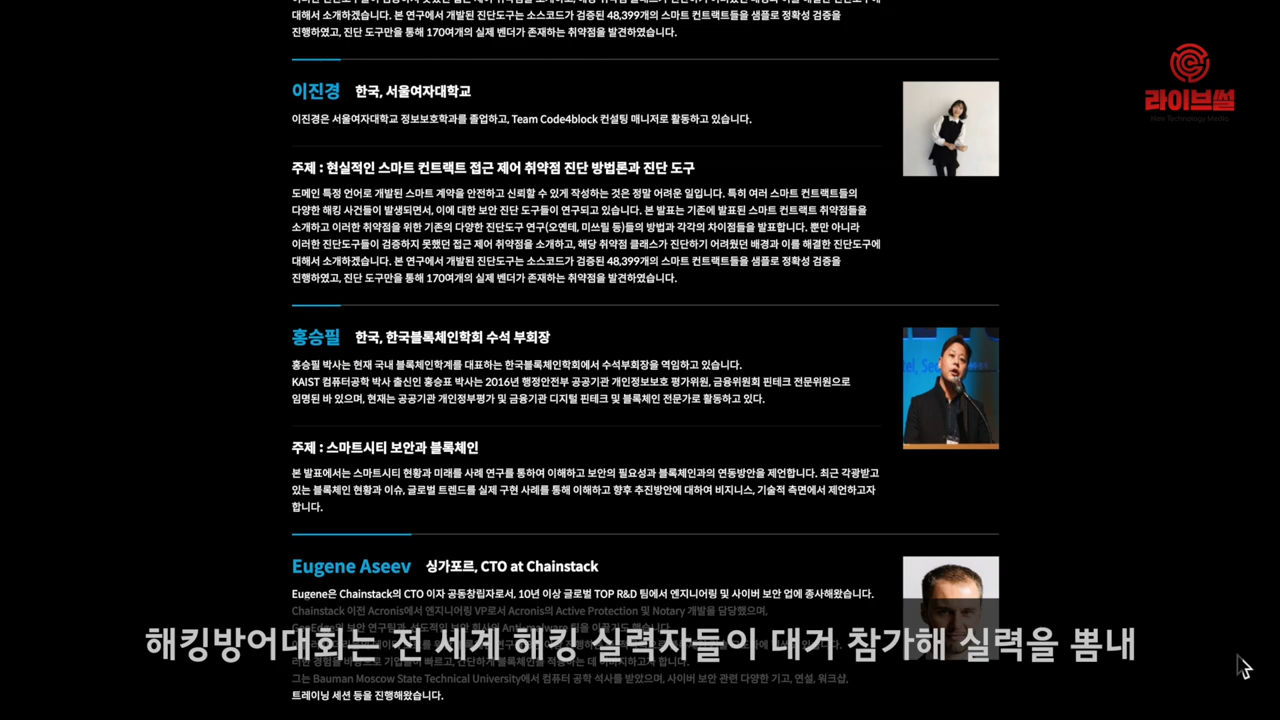 대해서 소개하겠습니다. 본 연구에서 개발된 진단도구는 소스코드가 검증된 48,399개의 스마트 컨트랙트들을 샘플로 정확성 검증을
진행하였고, 진단 도구만을 통해 170여개의 실제 벤더가 존재하는 취약점을 발견하였습니다.
라이브썰
New Technology Media
이진경 한국, 서울여자대학교
이진경은 서울여자대학교 정보보호학과를 졸업하고, Team Code4block 컨설팅 매니저로 활동하고 있습니다.
주제 : 현실적인 스마트 컨트랙트 접근 제어 취약점 진단 방법론과 진단 도구
도메인 특정 언어로 개발된 스마트 계약을 안전하고 신뢰할 수 있게 작성하는 것은 정말 어려운 일입니다. 특히 여러 스마트 컨트랙트들의
다양한 해킹 사건들이 발생되면서, 이에 대한 보안 진단 도구들이 연구되고 있습니다. 본 발표는 기존에 발표된 스마트 컨트랙트 취약점들을
소개하고 이러한 취약점을 위한 기존의 다양한 진단도구 연구(오엔테, 미쓰릴 등)들의 방법과 각각의 차이점들을 발표합니다. 뿐만 아니라
이러한 진단도구들이 검증하지 못했던 접근 제어 취약점을 소개하고, 해당 취약점 클래스가 진단하기 어려웠던 배경과 이를 해결한 진단도구에
대해서 소개하겠습니다. 본 연구에서 개발된 진단도구는 소스코드가 검증된 48,399개의 스마트 컨트랙트들을 샘플로 정확성 검증을
진행하였고, 진단 도구만을 통해 170여개의 실제 벤더가 존재하는 취약점을 발견하였습니다.
홍승필 한국, 한국블록체인학회 수석 부회장
홍승필 박사는 현재 국내 블록체인학계를 대표하는 한국블록체인학회에서 수석부회장을 역임하고 있습니다.
KAIST 컴퓨터공학 박사 출신인 홍승표 박사는 2016년 행정안전부 공공기관 개인정보보호 평가위원, 금융위원회 핀테크 전문위원으로
임명된 바 있으며, 현재는 공공기관 개인정부평가 및 금융기관 디지털 핀테크 및 블록체인 전문가로 활동하고 있다.
주제 : 스마트시티 보안과 블록체인
본 발표에서는 스마트시티 현황과 미래를 사례 연구를 통하여 이해하고 보안의 필요성과 블록체인과의 연동방안을 제언합니다. 최근 각광받고
있는 블록체인 현황과 이슈, 글로벌 트렌드를 실제 구현 사례를 통해 이해하고 향후 추진방안에 대하여 비지니스, 기술적 측면에서 제언하고자
합니다.
Eugene Aseev 싱가포르, CTO at Chainstack
Eugene은 Chainstack의 CTO 이자 공동창립자로서, 10년 이상 글로벌 TOP R&D 팀에서 엔지니어링 및 사이버 보안 업에 종사해왔습니다.
Chainstack 이전 Acronis에서 엔지니어링 VP로서 Acronis의 Active Protection 및 Notary 개발을 담당했으며,
해킹방어대회는 전 세계 해킹 실력자들이 대거 참가해 실력을 뽐내
그는 Bauman Moscow State Technical University에서 컴퓨터 공학 석사를 받았으며, 사이버 보안 관련 다양한 기고, 연설, 워크샵,
트레이닝 세션 등을 진행해왔습니다.